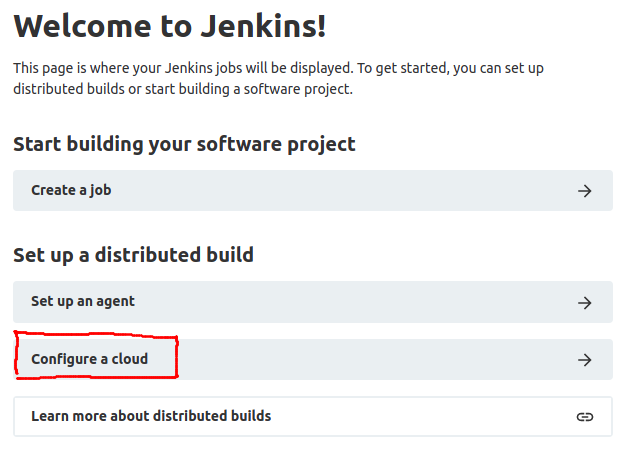 Welcome to Jenkins!
This page is where your Jenkins jobs will be displayed. To get started, you can set up
distributed builds or start building a software project.
Start building your software project
Create a job
Set up a distributed build
Set up an agent
Configure a cloud
Learn more about distributed builds